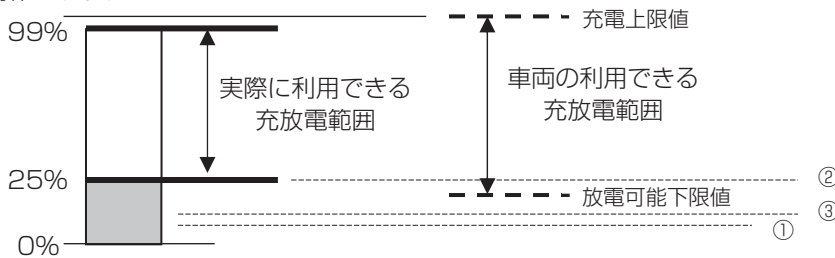 99%
充電上限値
実際に利用できる
充放電範囲
車両の利用できる
充放電範囲
25%
②
放電可能下限値
③
①
0%